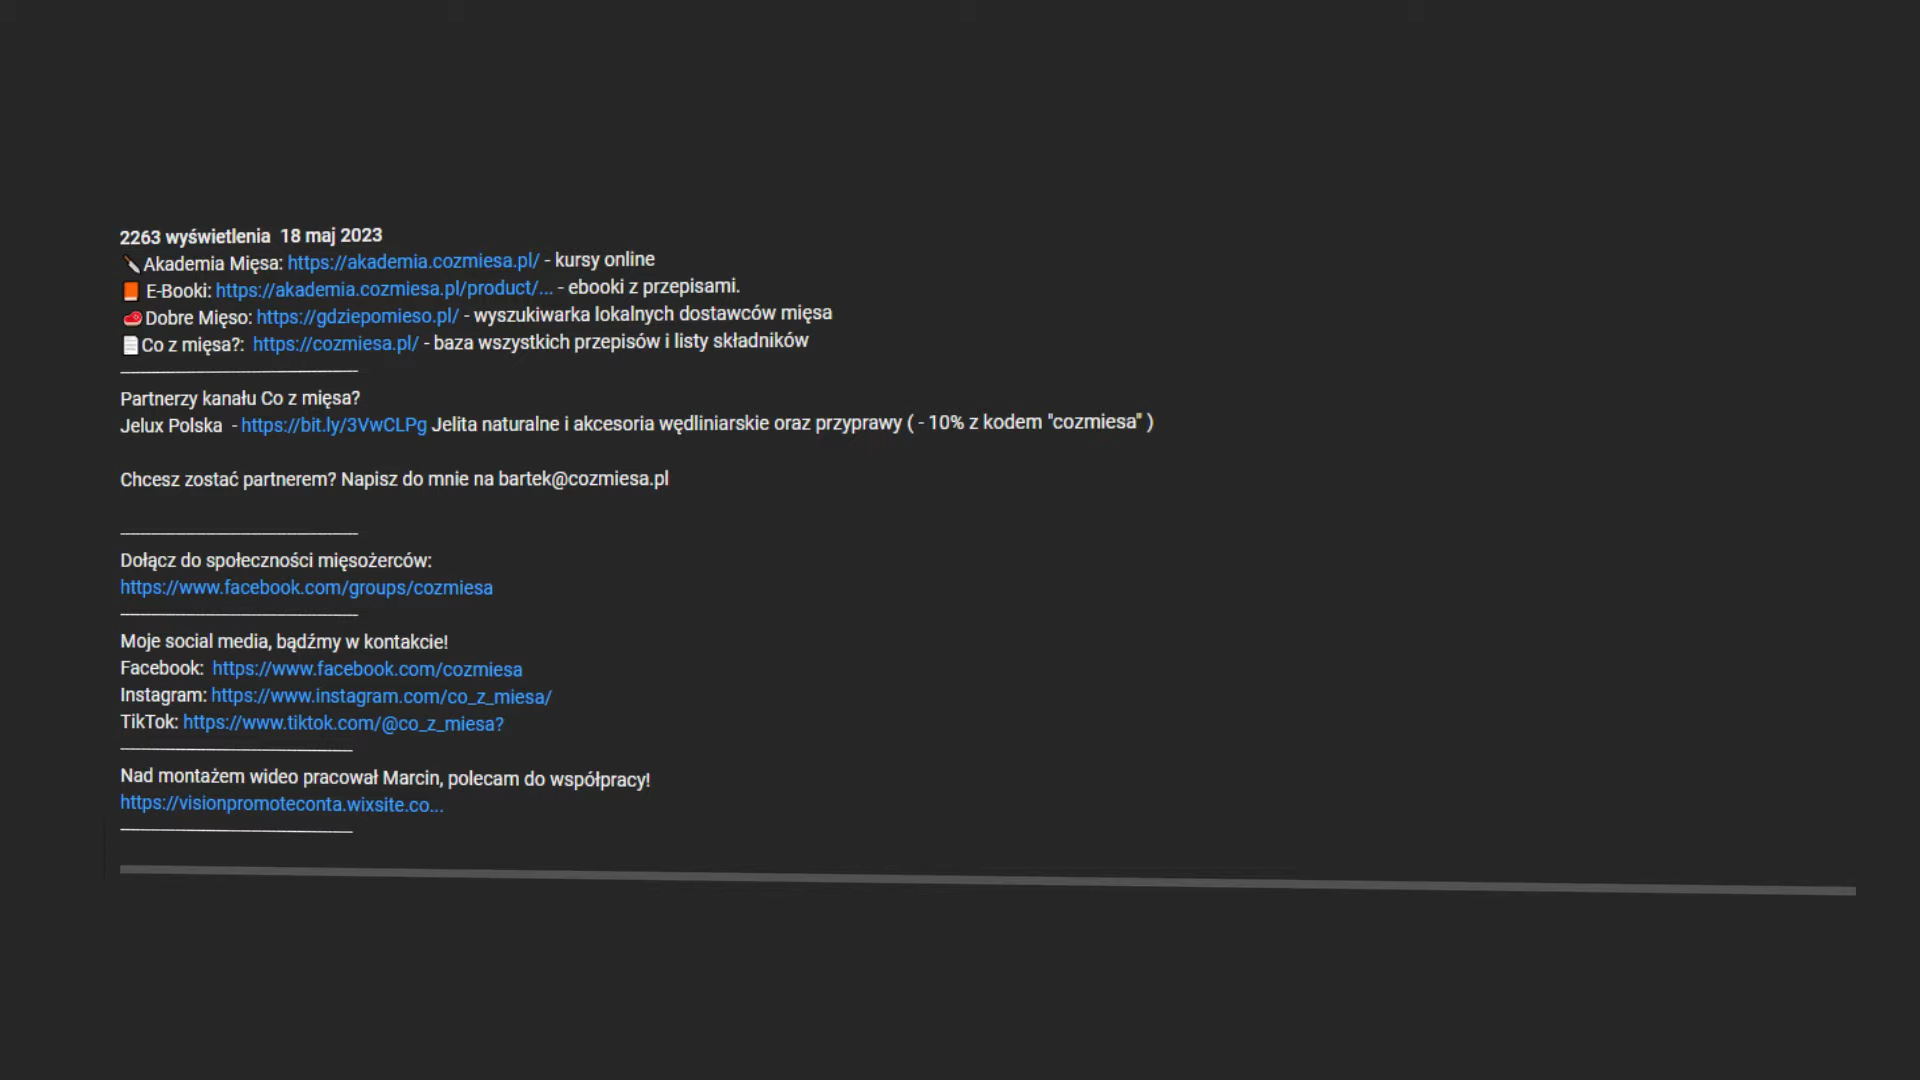 2263 wyświetlenia  18 maj 2023
🔪Akademia Mięsa: https://akademia.cozmiesa.pl/ - kursy online
📙 E-Booki: https://akademia.cozmiesa.pl/product/... - ebooki z przepisami.
🥩Dobre Mięso: https://gdziepomieso.pl/ - wyszukiwarka lokalnych dostawców mięsa
📄Co z mięsa?:  https://cozmiesa.pl/ - baza wszystkich przepisów i listy składników
Partnerzy kanału Co z mięsa?
Jelux Polska  - https://bit.ly/3VwCLPg Jelita naturalne i akcesoria wędliniarskie oraz przyprawy ( - 10% z kodem "cozmiesa" )
Chcesz zostać partnerem? Napisz do mnie na bartek@cozmiesa.pl
Dołącz do społeczności mięsożerców:
https://www.facebook.com/groups/cozmiesa
Moje social media, bądźmy w kontakcie!
Facebook:  https://www.facebook.com/cozmiesa
Instagram: https://www.instagram.com/co_z_miesa/
TikTok: https://www.tiktok.com/@co_z_miesa?
Nad montażem wideo pracował Marcin, polecam do współpracy!
https://visionpromoteconta.wixsite.co...